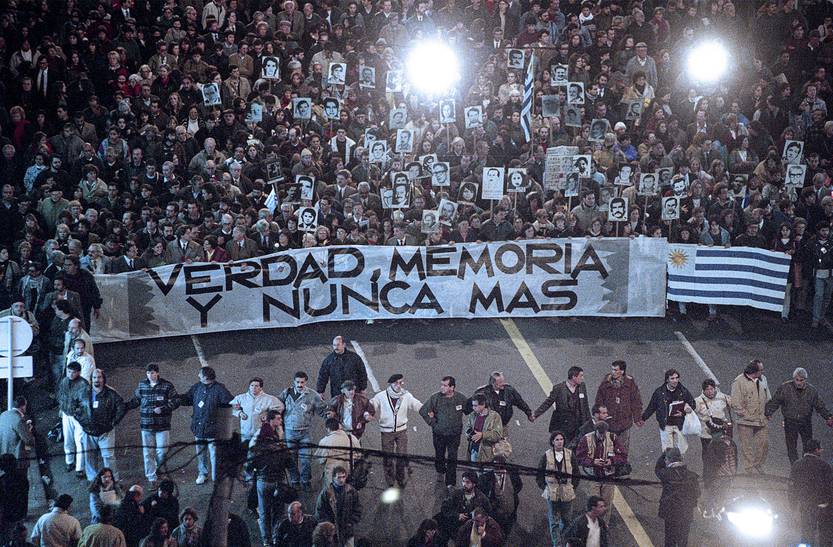 VERDAD, MEMORIA
Y NUNCA MAS